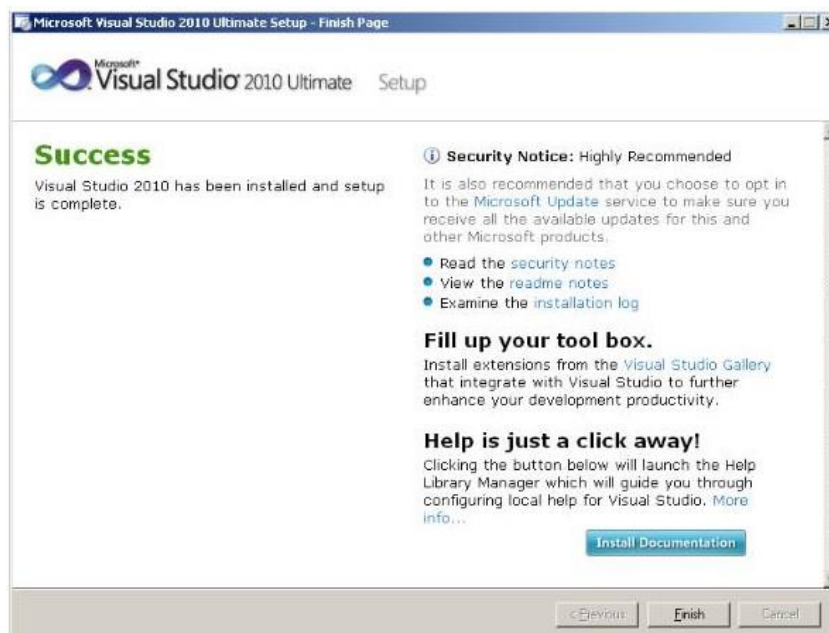 Microsoft Visual Studio 2010 Ultimate Setup - Finish Page
Microsoft®
Visual Studio® 2010 Ultimate Setup
Success
Visual Studio 2010 has been installed and setup
is complete.
Security Notice: Highly Recommended
It is also recommended that you choose to opt in
to the Microsoft Update service to make sure you
receive all the available updates for this and
other Microsoft products.
Read the security notes
View the readme notes
Examine the installation log
Fill up your tool box.
Install extensions from the Visual Studio Gallery
that integrate with Visual Studio to further
enhance your development productivity.
Help is just a click away!
Clicking the button below will launch the Help
Library Manager which will guide you through
configuring local help for Visual Studio. More
info...
Install Documentation
< Previous Finish Cancel